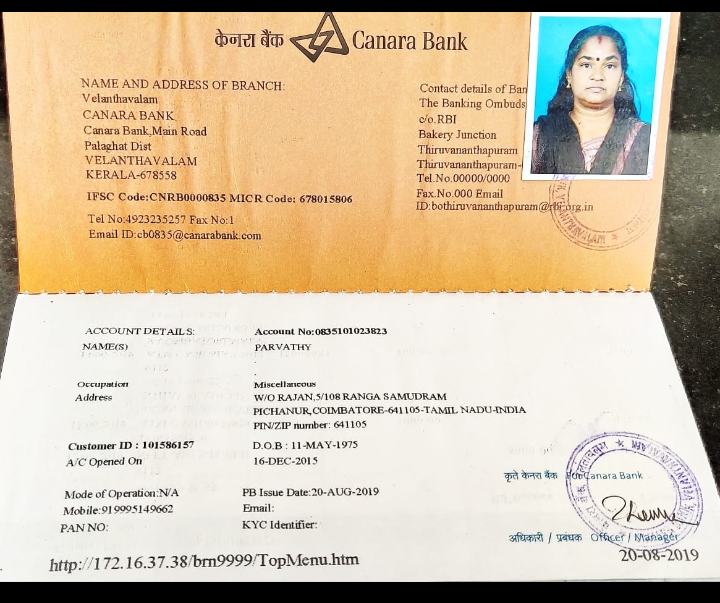 केनरा बैंक Canara Bank
NAME AND ADDRESS OF BRANCH:
Velanthavalam
CANARA BANK
Canara Bank,Main Road
Palaghat Dist
VELANTHAVALAM
KERALA-678558
IFSC Code:CNRB0000835 MICR Code: 678015806
Tel No:4923235257 Fax No:1
Email ID:cb0835@canarabank.com
Contact details of Ban
The Banking Ombuds
c/o.RBI
Bakery Junction
Thiruvananthapuram
Thiruvananthapuram-
Tel.No.00000/0000
Fax.No.000 Email
ID:bothiruvananthapuram@rbi.org.in
ACCOUNT DETAILS: Account No:0835101023823
NAME(S) PARVATHY
Occupation Miscellaneous
Address W/O RAJAN,5/108 RANGA SAMUDRAM
PICHANUR,COIMBATORE-641105-TAMIL NADU-INDIA
PIN/ZIP number: 641105
Customer ID : 101586157 D.O.B : 11-MAY-1975
A/C Opened On 16-DEC-2015
Mode of Operation:N/A PB Issue Date:20-AUG-2019
Mobile:919995149662 Email:
PAN NO: KYC Identifier:
कृते केनरा बैंक For Canara Bank
अधिकारी / प्रबंधक Officer / Manager
20-08-2019
http://172.16.37.38/brn9999/TopMenu.htm